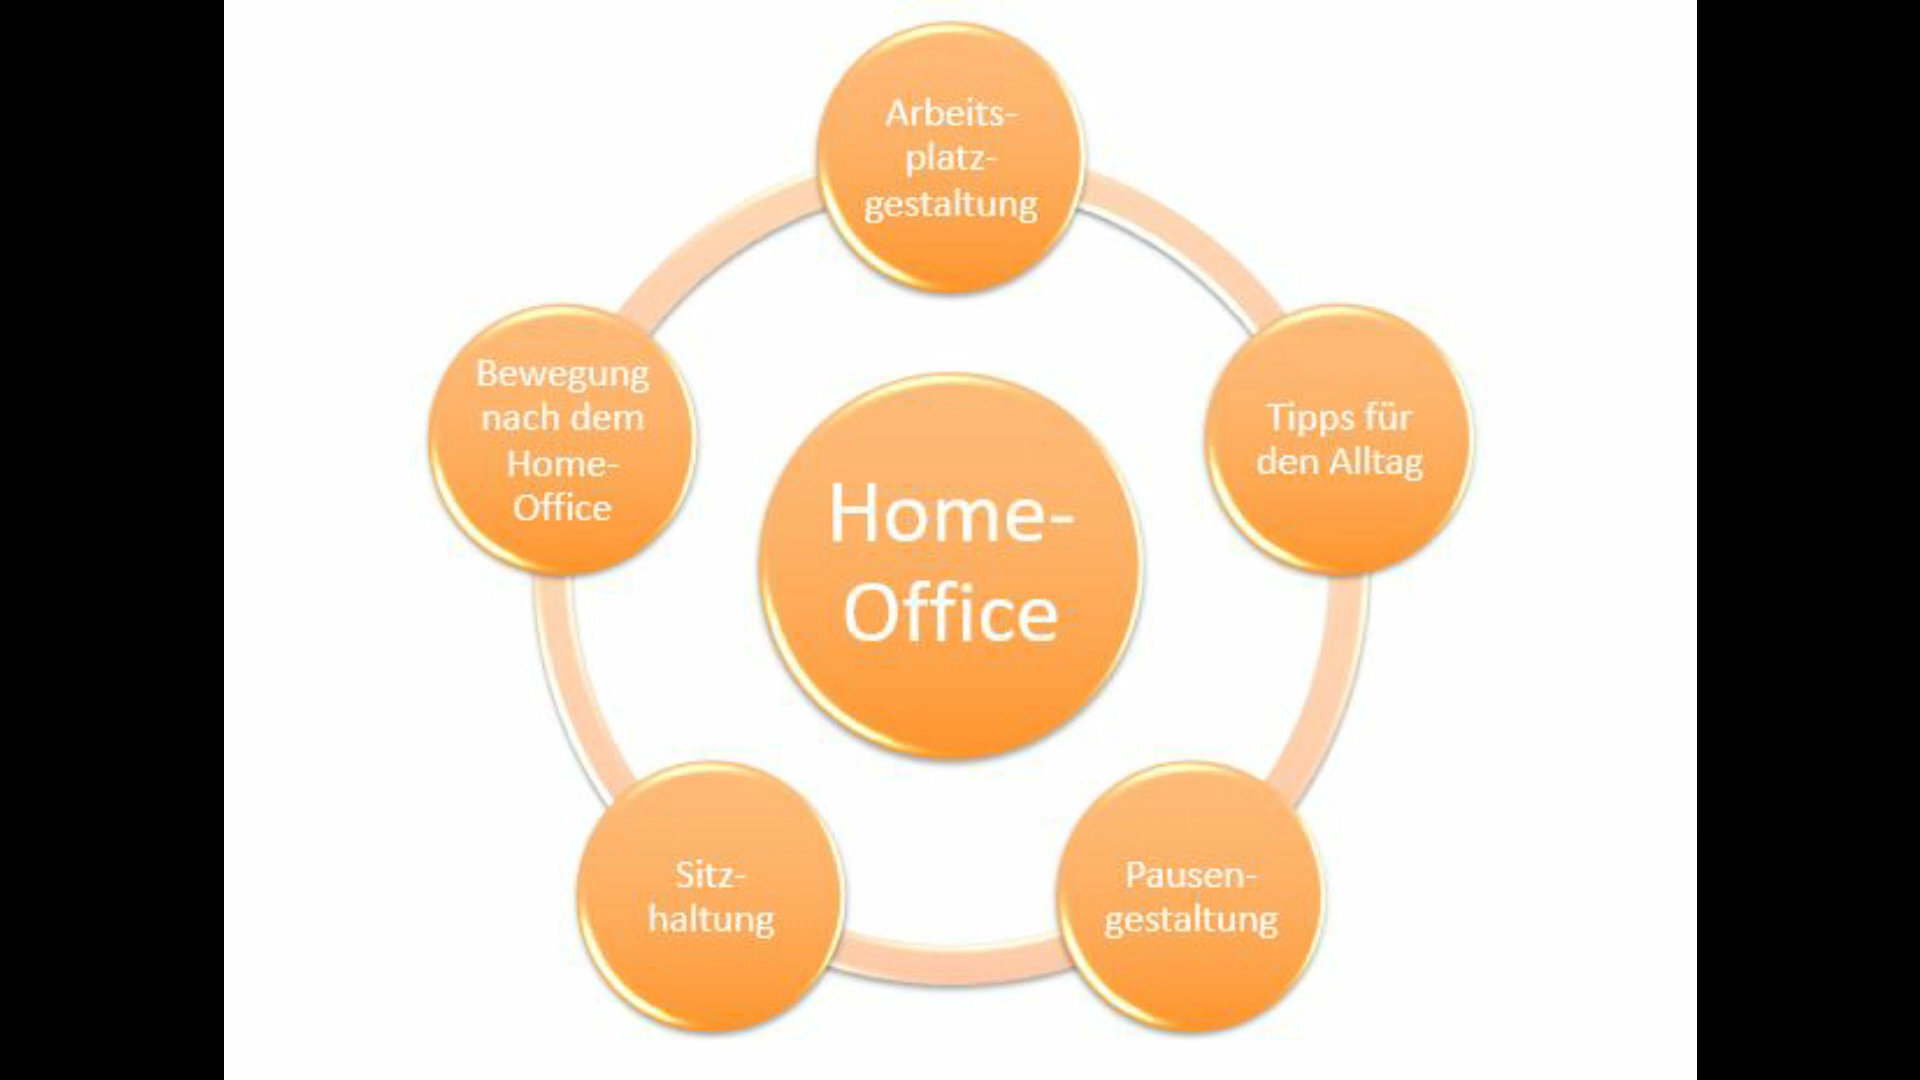 Arbeits-
platz-
gestaltung
Bewegung
nach dem
Home-
Office
Tipps für
den Alltag
Home-
Office
Sitz-
haltung
Pausen-
gestaltung